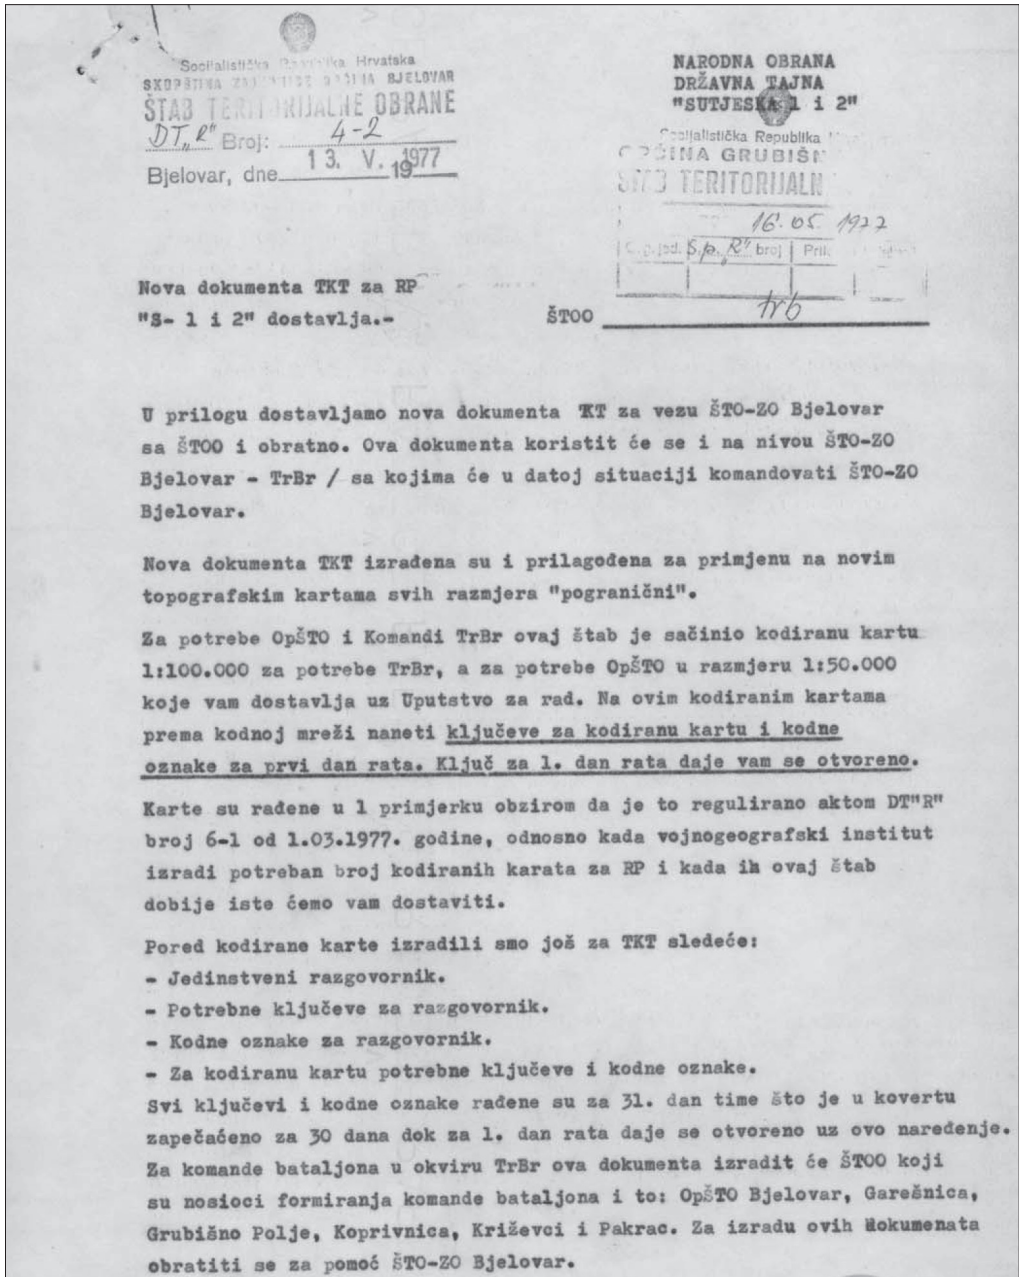 Socijalistička Republika Hrvatska
SKUPŠTINA ZAJEDNICE OPĆINA BJELOVAR
ŠTAB TERITORIJALNE OBRANE
DT„R" Broj: 4-2
Bjelovar, dne 13. V. 1977
NARODNA OBRANA
DRŽAVNA TAJNA
"SUTJESKA 1 i 2"
Socijalistička Republika
OPĆINA GRUBIŠN
ŠTAB TERITORIJALN
16. 05. 1977
S.p. „R" broj Pril.
Nova dokumenta TKT za RP
"S- 1 i 2" dostavlja.-
ŠTOO trb
U prilogu dostavljamo nova dokumenta TKT za vezu ŠTO-ZO Bjelovar
sa ŠTOO i obratno. Ova dokumenta koristit će se i na nivou ŠTO-ZO
Bjelovar - TrBr / sa kojima će u datoj situaciji komandovati ŠTO-ZO
Bjelovar.
Nova dokumenta TKT izrađena su i prilagođena za primjenu na novim
topografskim kartama svih razmjera "pogranični".
Za potrebe OpŠTO i Komandi TrBr ovaj štab je sačinio kodiranu kartu
1:100.000 za potrebe TrBr, a za potrebe OpŠTO u razmjeru 1:50.000
koje vam dostavlja uz Uputstvo za rad. Na ovim kodiranim kartama
prema kodnoj mreži naneti ključeve za kodiranu kartu i kodne
oznake za prvi dan rata. Ključ za 1. dan rata daje vam se otvoreno.
Karte su rađene u 1 primjerku obzirom da je to regulirano aktom DT"R"
broj 6-1 od 1.03.1977. godine, odnosno kada vojnogeografski institut
izradi potreban broj kodiranih karata za RP i kada ih ovaj štab
dobije iste ćemo vam dostaviti.
Pored kodirane karte izradili smo još za TKT sledeće:
- Jedinstveni razgovornik.
- Potrebne ključeve za razgovornik.
- Kodne oznake za razgovornik.
- Za kodiranu kartu potrebne ključeve i kodne oznake.
Svi ključevi i kodne oznake rađene su za 31. dan time što je u kovertu
zapečaćeno za 30 dana dok za 1. dan rata daje se otvoreno uz ovo naređenje.
Za komande bataljona u okviru TrBr ova dokumenta izradit će ŠTOO koji
su nosioci formiranja komande bataljona i to: OpŠTO Bjelovar, Garešnica,
Grubišno Polje, Koprivnica, Križevci i Pakrac. Za izradu ovih dokumenata
obratiti se za pomoć ŠTO-ZO Bjelovar.